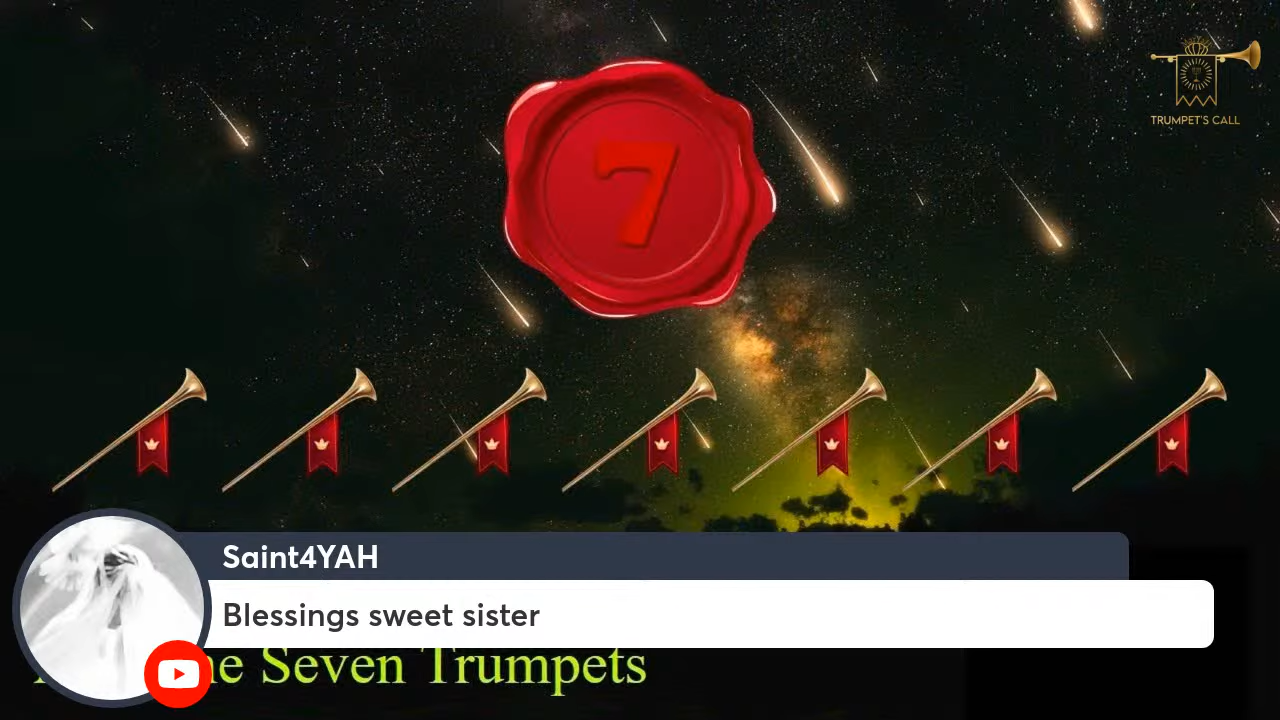 7
TRUMPET'S CALL
Saint4YAH
Blessings sweet sister
Seven Trumpets